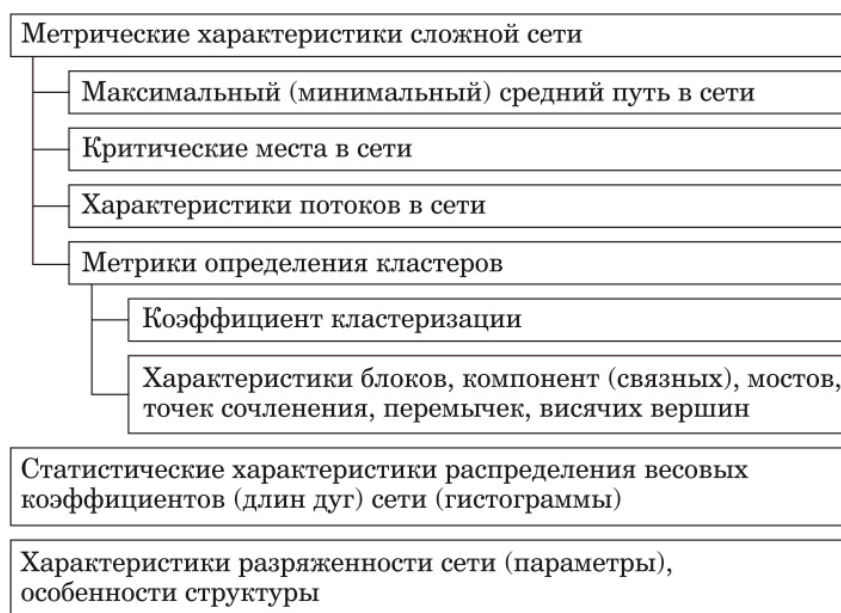 Метрические характеристики сложной сети
Максимальный (минимальный) средний путь в сети
Критические места в сети
Характеристики потоков в сети
Метрики определения кластеров
Коэффициент кластеризации
Характеристики блоков, компонент (связных), мостов,
точек сочленения, перемычек, висячих вершин
Статистические характеристики распределения весовых
коэффициентов (длин дуг) сети (гистограммы)
Характеристики разряженности сети (параметры),
особенности структуры